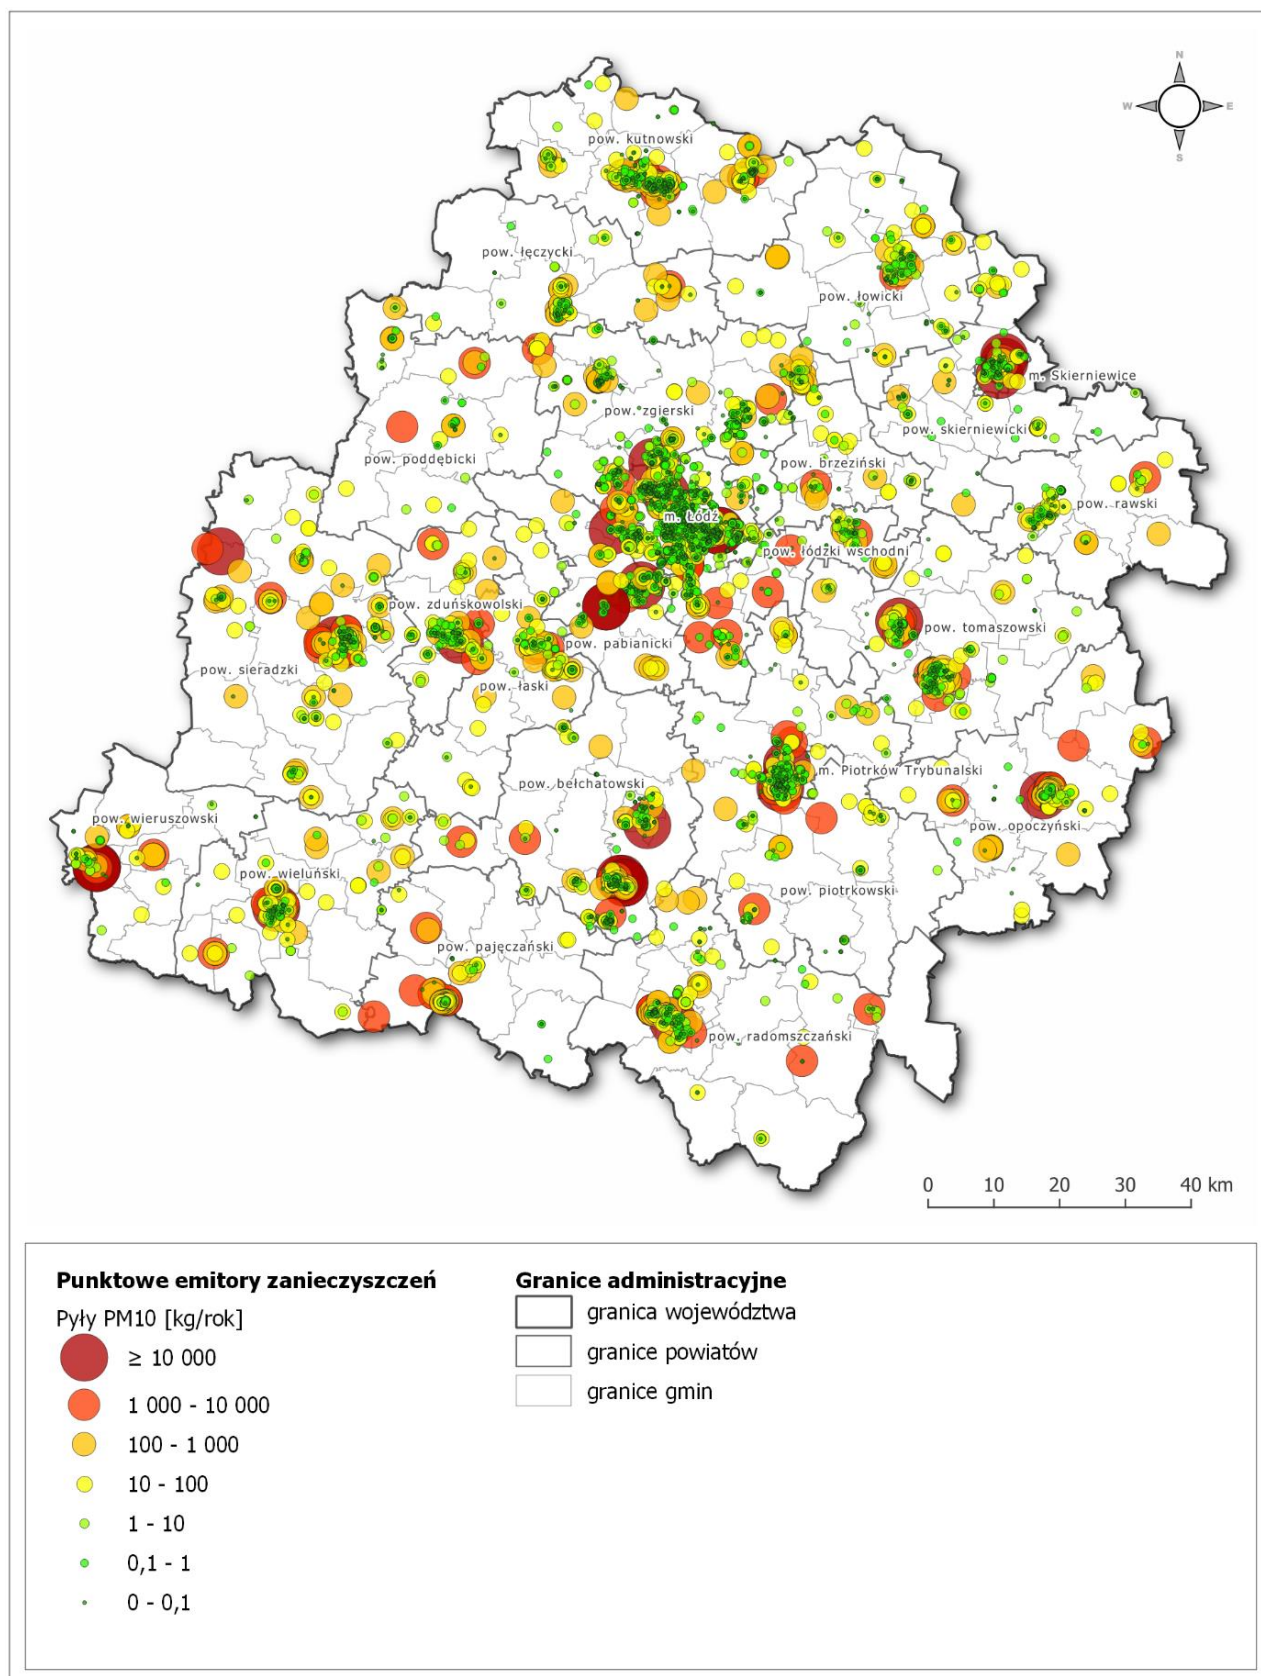 N
W
E
S
pow. kutnowski
pow. łęczycki
pow. łowicki
m. Skierniewice
pow. zgierski
pow. skierniewicki
pow. poddębicki
pow. brzeziński
pow. rawski
m. Łódź
pow. łódzki wschodni
pow. zduńskowolski
pow. tomaszowski
pow. pabianicki
pow. sieradzki
pow. łaski
m. Piotrków Trybunalski
pow. bełchatowski
pow. wieruszowski
pow. opoczyński
pow. wieluński
pow. piotrkowski
pow. pajęczański
pow. radomszczański
0 10 20 30 40 km
Punktowe emitory zanieczyszczeń
Pyły PM10 [kg/rok]
≥ 10 000
1 000 - 10 000
100 - 1 000
10 - 100
1 - 10
0,1 - 1
0 - 0,1
Granice administracyjne
granica województwa
granice powiatów
granice gmin